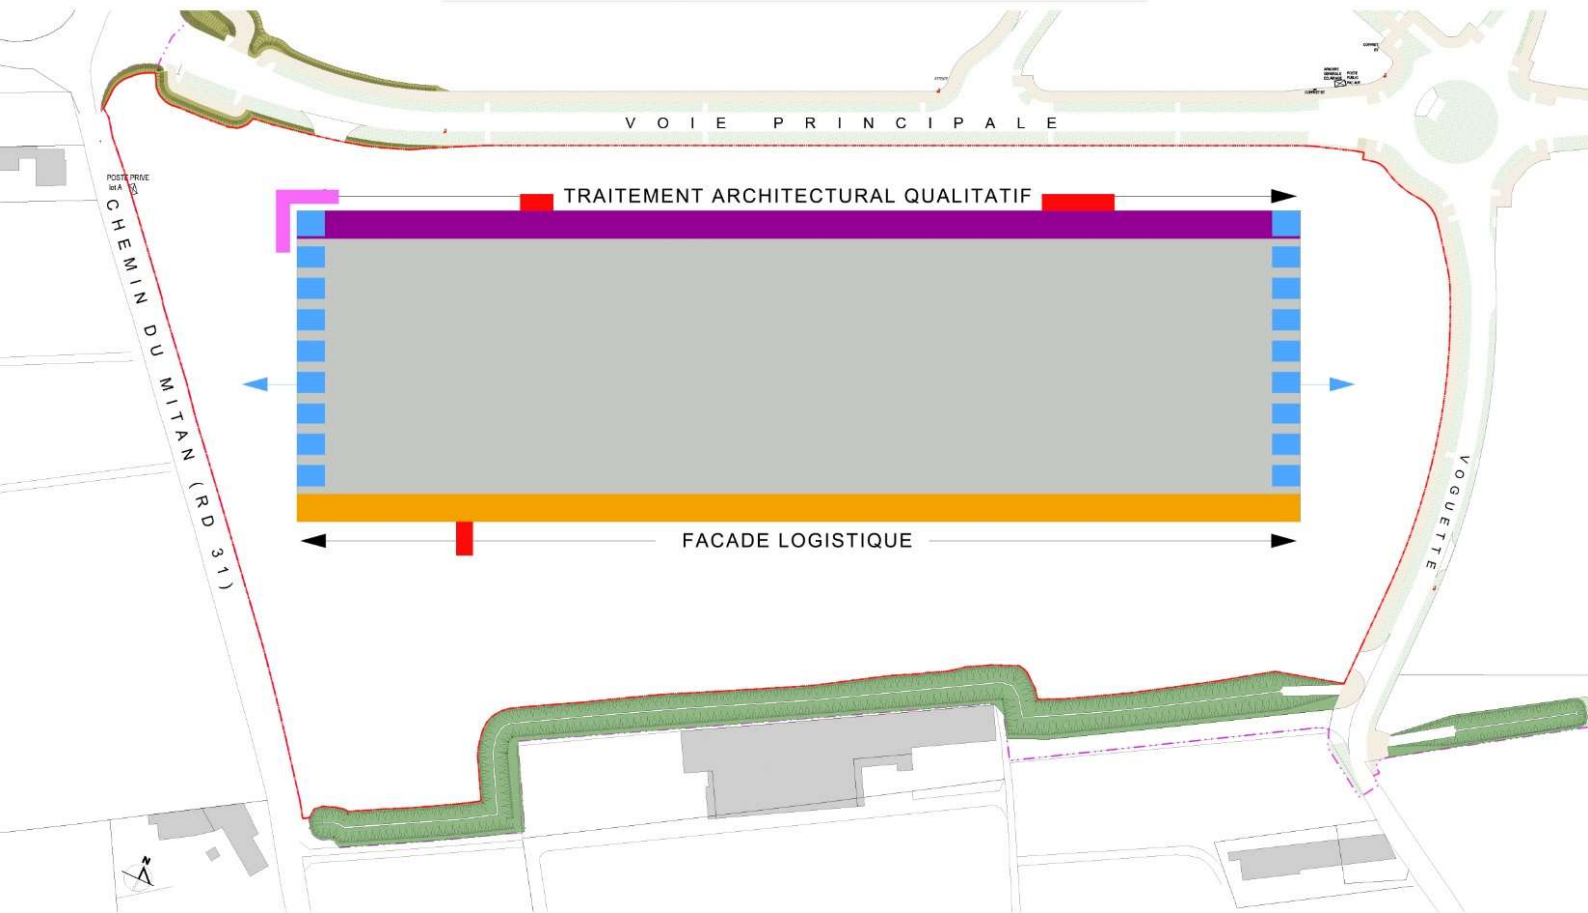 VOIE PRINCIPALE
POSTE PRIVE
lot A
TRAITEMENT ARCHITECTURAL QUALITATIF
CHEMIN DU MITAN (RD 31)
VOGUETTE
FACADE LOGISTIQUE
N